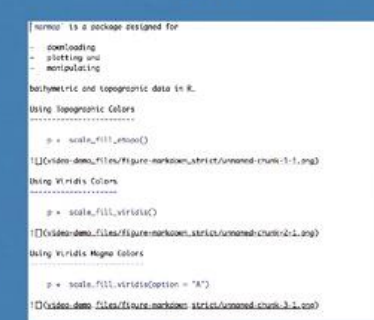 `marmap` is a package designed for
- downloading
- plotting and
- manipulating
bathymetric and topographic data in R.
Using Topographic Colors
------------------------
p + scale_fill_etopo()
![](video-demo_files/figure-markdown_strict/unnamed-chunk-1-1.png)
Using Viridis Colors
--------------------
p + scale_fill_viridis()
![](video-demo_files/figure-markdown_strict/unnamed-chunk-2-1.png)
Using Viridis Magma Colors
--------------------------
p + scale_fill_viridis(option = "A")
![](video-demo_files/figure-markdown_strict/unnamed-chunk-3-1.png)